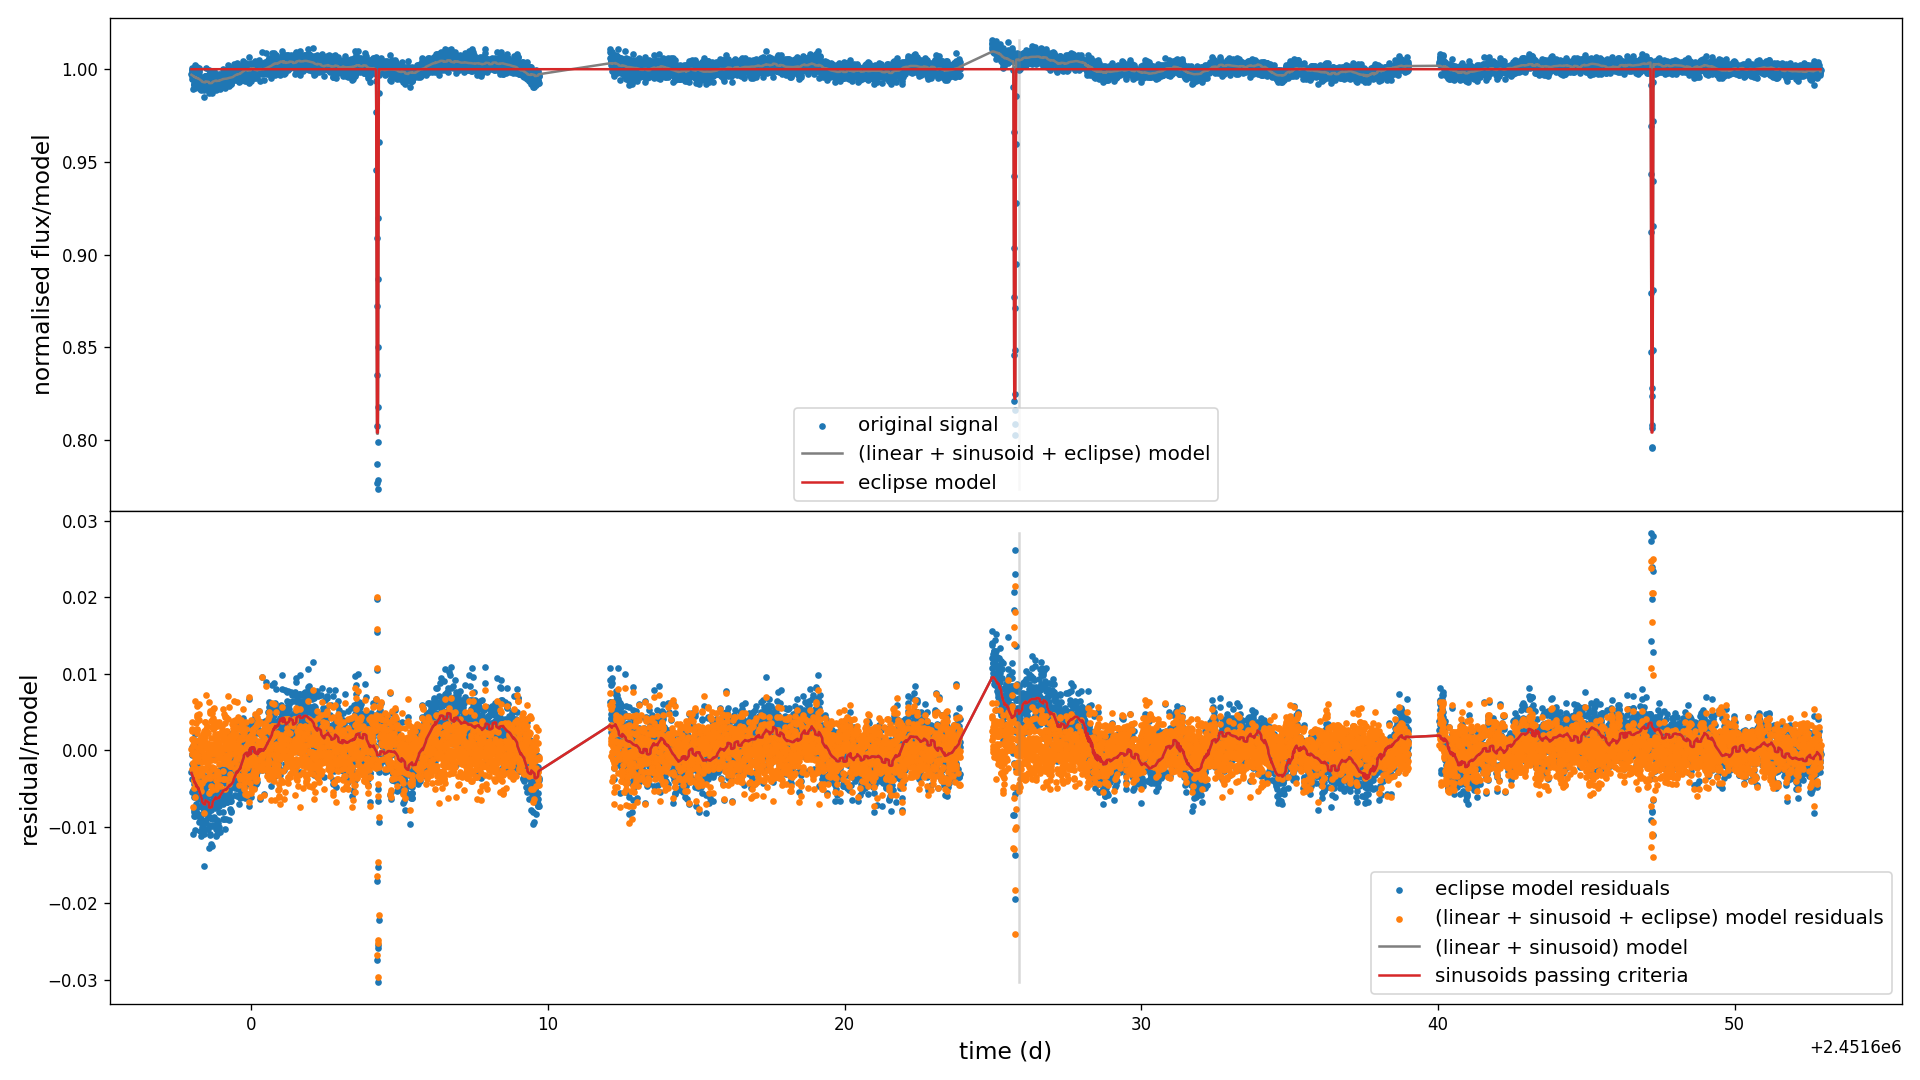 normalised flux/model
1.00
0.95
0.90
0.85
0.80
original signal
(linear + sinusoid + eclipse) model
eclipse model
residual/model
0.03
0.02
0.01
0.00
−0.01
−0.02
−0.03
eclipse model residuals
(linear + sinusoid + eclipse) model residuals
(linear + sinusoid) model
sinusoids passing criteria
0 10 20 30 40 50
time (d)
+2.4516e6